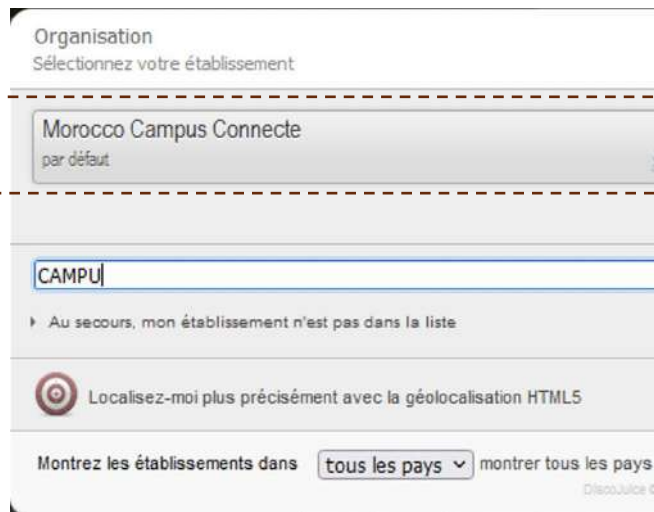 Organisation
Sélectionnez votre établissement
Morocco Campus Connecte
par défaut
CAMPU
Au secours, mon établissement n'est pas dans la liste
Localisez-moi plus précisément avec la géolocalisation HTML5
Montrez les établissements dans tous les pays montrer tous les pays
DiscoJuice ©